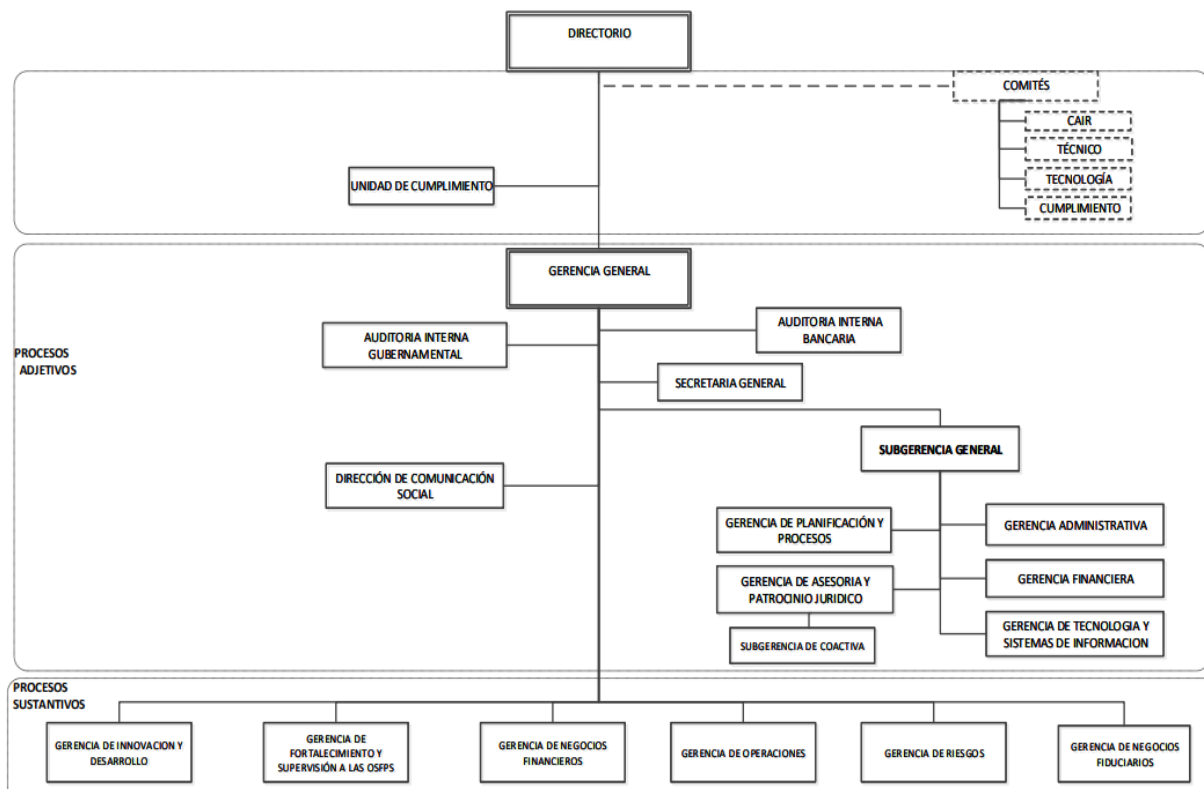 DIRECTORIO
COMITÉS
CAIR
TÉCNICO
TECNOLOGÍA
CUMPLIMIENTO
UNIDAD DE CUMPLIMIENTO
GERENCIA GENERAL
AUDITORIA INTERNA
BANCARIA
AUDITORIA INTERNA
GUBERNAMENTAL
PROCESOS
ADJETIVOS
SECRETARIA GENERAL
SUBGERENCIA GENERAL
DIRECCIÓN DE COMUNICACIÓN
SOCIAL
GERENCIA DE PLANIFICACIÓN Y
PROCESOS
GERENCIA ADMINISTRATIVA
GERENCIA DE ASESORIA Y
PATROCINIO JURIDICO
GERENCIA FINANCIERA
SUBGERENCIA DE COACTIVA
GERENCIA DE TECNOLOGIA Y
SISTEMAS DE INFORMACION
PROCESOS
SUSTANTIVOS
GERENCIA DE INNOVACION Y
DESARROLLO
GERENCIA DE
FORTALECIMIENTO Y
SUPERVISIÓN A LAS OSFPS
GERENCIA DE NEGOCIOS
FINANCIEROS
GERENCIA DE OPERACIONES
GERENCIA DE RIESGOS
GERENCIA DE NEGOCIOS
FIDUCIARIOS